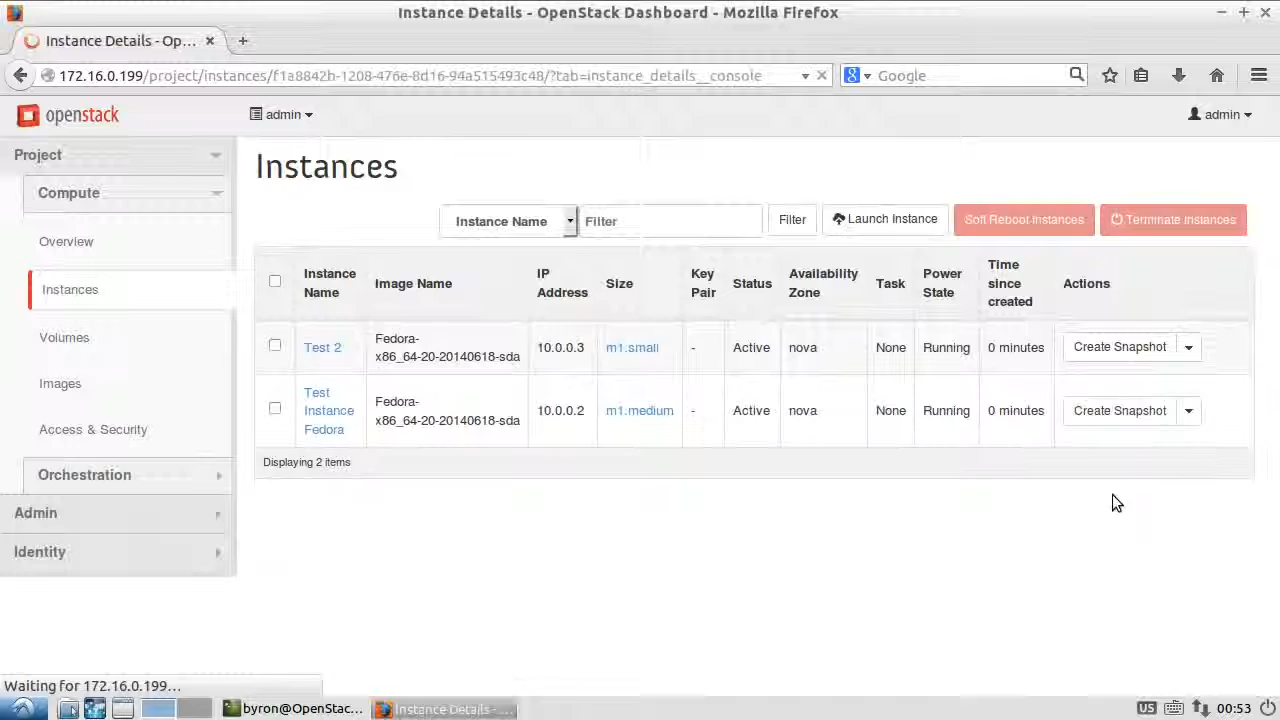 Instance Details - OpenStack Dashboard - Mozilla Firefox
Instance Details - Op...
172.16.0.199/project/instances/f1a8842b-1208-476e-8d16-94a515493c48/?tab=instance_details__console
Google
openstack
admin
admin
Project
Compute
Overview
Instances
Volumes
Images
Access & Security
Orchestration
Admin
Identity
Instances
Instance Name
Filter
Filter
Launch Instance
Soft Reboot Instances
Terminate Instances
Instance Name
Image Name
IP Address
Size
Key Pair
Status
Availability Zone
Task
Power State
Time since created
Actions
Test 2
Fedora-
x86_64-20-20140618-sda
10.0.0.3
m1.small
-
Active
nova
None
Running
0 minutes
Create Snapshot
Test
Instance
Fedora
Fedora-
x86_64-20-20140618-sda
10.0.0.2
m1.medium
-
Active
nova
None
Running
0 minutes
Create Snapshot
Displaying 2 items
Waiting for 172.16.0.199...
byron@OpenStac...
Instance Details - ...
US
00:53